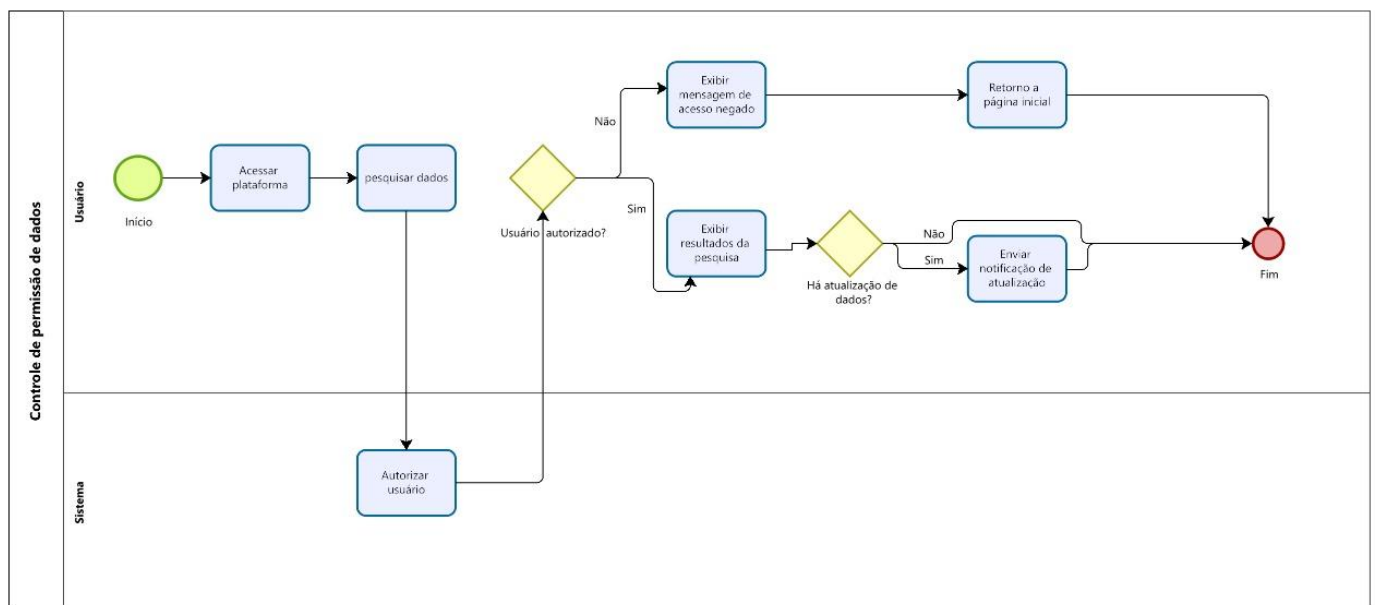 Controle de permissão de dados
Usuário
Início
Acessar
plataforma
pesquisar dados
Usuário autorizado?
Não
Sim
Exibir
mensagem de
acesso negado
Retorno a
página inicial
Exibir
resultados da
pesquisa
Há atualização de
dados?
Não
Sim
Enviar
notificação de
atualização
Fim
Sistema
Autorizar
usuário